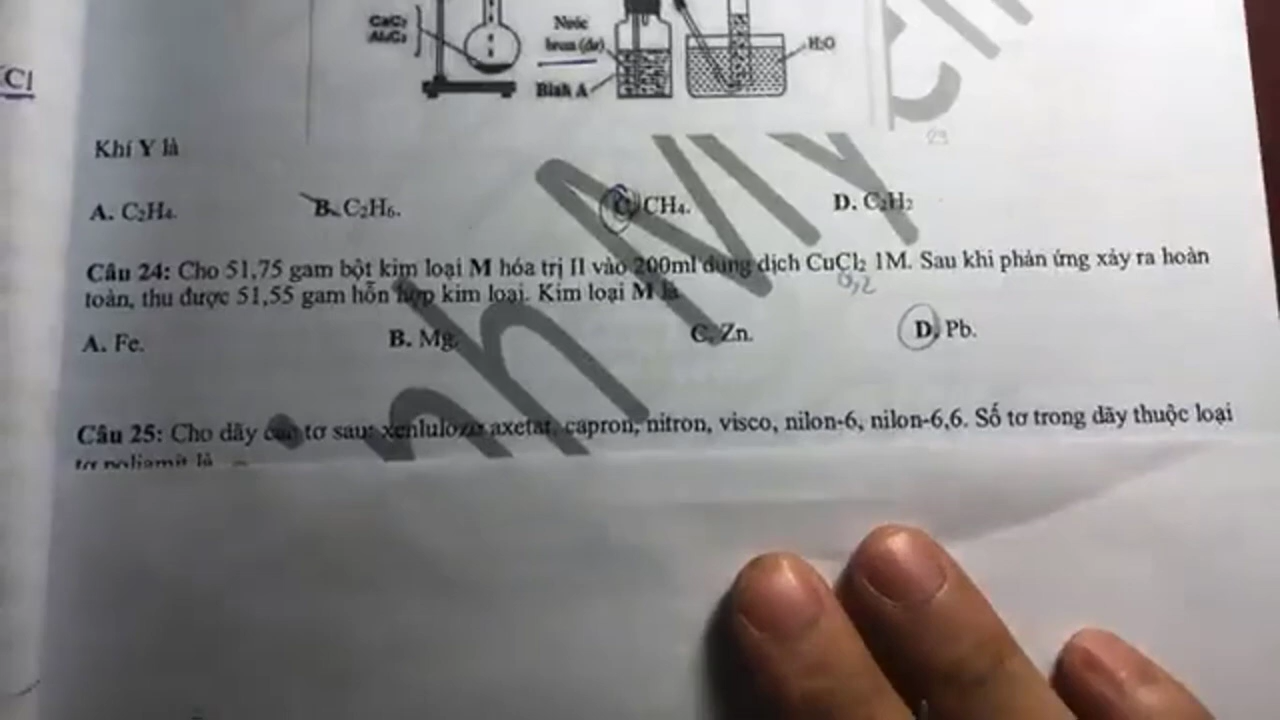 Cl
CaC₂
Al₄C₃
Nước
brom (dư)
Bình A
H₂O
Khí Y là
A. C₂H₄.
B. C₂H₆.
C. CH₄.
D. C₂H₂
Câu 24: Cho 51,75 gam bột kim loại M hóa trị II vào 200ml dung dịch CuCl₂ 1M. Sau khi phản ứng xảy ra hoàn
toàn, thu được 51,55 gam hỗn hợp kim loại. Kim loại M là
0,2
A. Fe.
B. Mg.
C. Zn.
D. Pb.
Câu 25: Cho dãy các tơ sau: xenlulozơ axetat, capron, nitron, visco, nilon-6, nilon-6,6. Số tơ trong dãy thuộc loại
tơ poliamit là